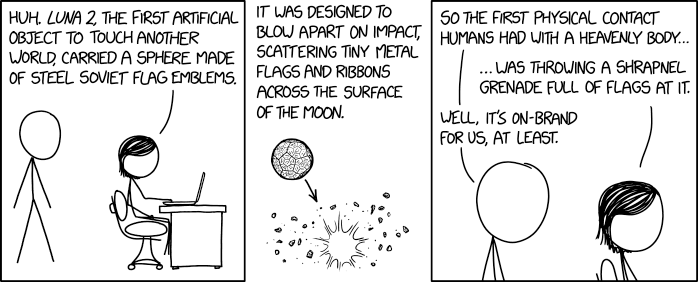 HUH. LUNA 2, THE FIRST ARTIFICIAL
OBJECT TO TOUCH ANOTHER
WORLD, CARRIED A SPHERE MADE
OF STEEL SOVIET FLAG EMBLEMS.
IT WAS DESIGNED TO
BLOW APART ON IMPACT,
SCATTERING TINY METAL
FLAGS AND RIBBONS
ACROSS THE SURFACE
OF THE MOON.
SO THE FIRST PHYSICAL CONTACT
HUMANS HAD WITH A HEAVENLY BODY...
...WAS THROWING A SHRAPNEL
GRENADE FULL OF FLAGS AT IT.
WELL, IT'S ON-BRAND
FOR US, AT LEAST.